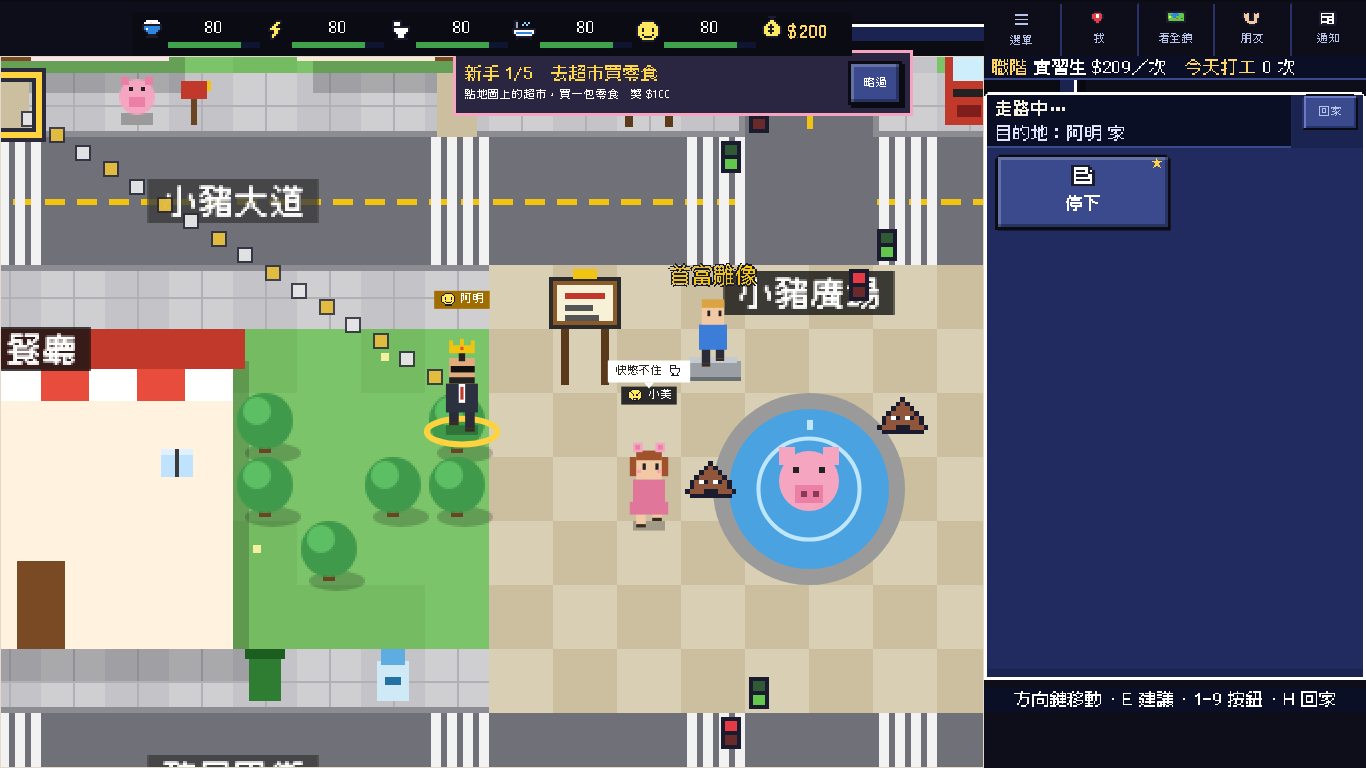 80
80
80
80
80
$200
選單
我
看全鎮
朋友
通知
職階 實習生 $209/次 今天打工 0 次
新手 1/5 去超市買零食
點地圖上的超市，買一包零食 獎 $100
略過
走路中…
目的地：阿明 家
回家
停下
小豬大道
阿明
首富雕像
小豬廣場
餐廳
快憋不住
小美
方向鍵移動 · E 建議 · 1-9 按鈕 · H 回家